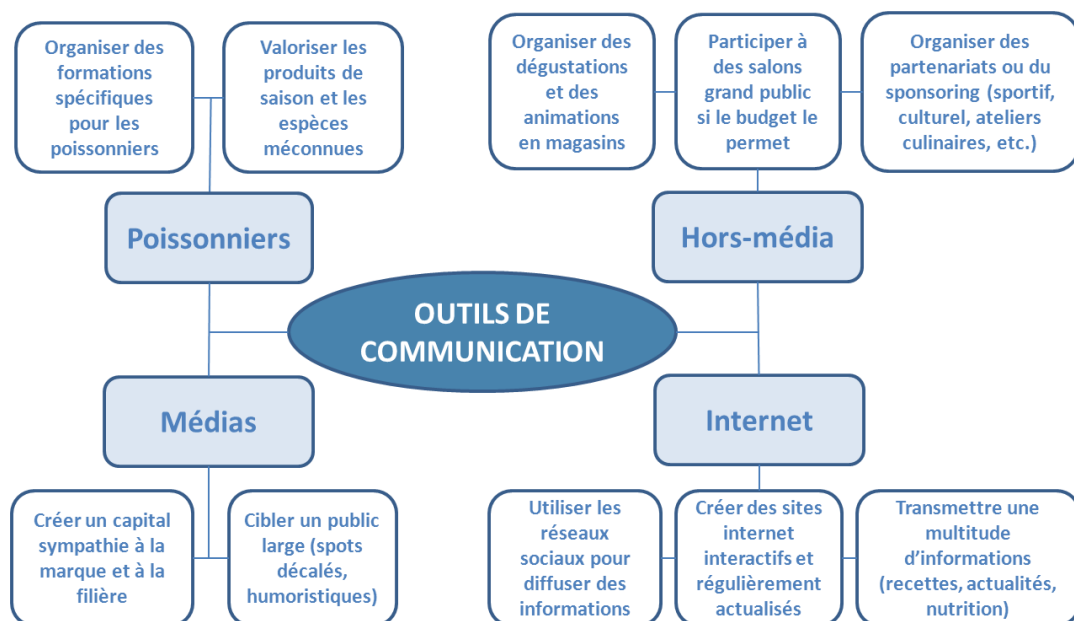 Organiser des
formations
spécifiques
pour les
poissonniers
Valoriser les
produits de
saison et les
espèces
méconnues
Organiser des
dégustations
et des
animations
en magasins
Participer à
des salons
grand public
si le budget le
permet
Organiser des
partenariats ou du
sponsoring (sportif,
culturel, ateliers
culinaires, etc.)
Poissonniers
Hors-média
OUTILS DE
COMMUNICATION
Médias
Internet
Créer un capital
sympathie à la
marque et à la
filière
Cibler un public
large (spots
décalés,
humoristiques)
Utiliser les
réseaux
sociaux pour
diffuser des
informations
Créer des sites
internet
interactifs et
régulièrement
actualisés
Transmettre une
multitude
d’informations
(recettes, actualités,
nutrition)